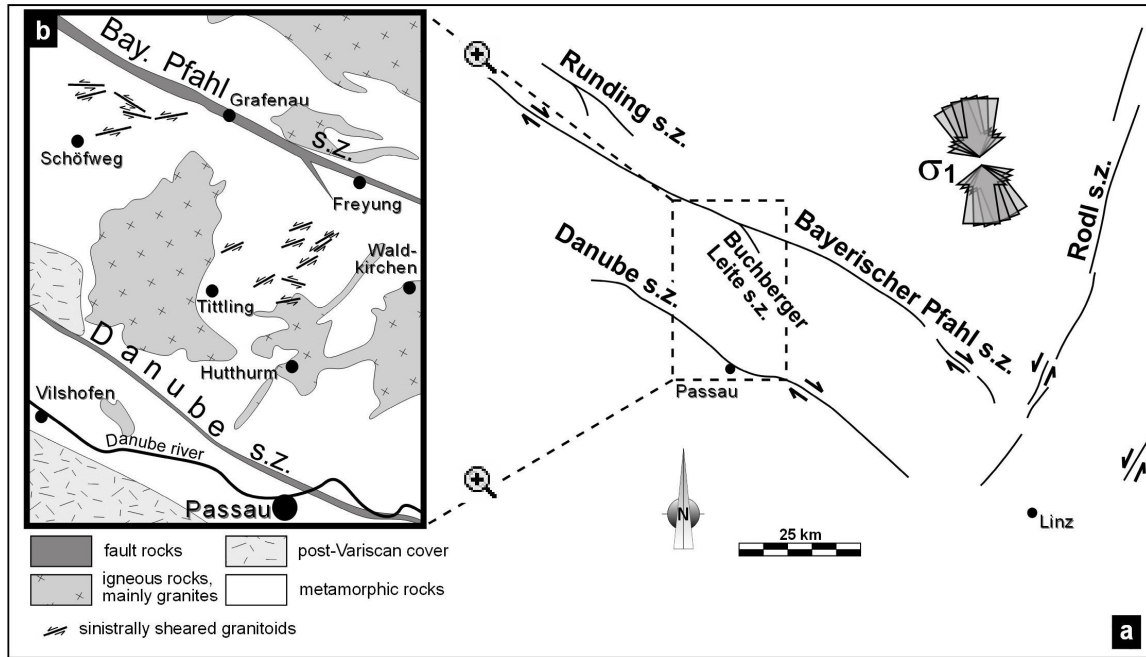 b
Bay. Pfahl
s.z.
Grafenau
Schöfweg
Freyung
Wald-
kirchen
Tittling
Hutthurm
Danube s.z.
Vilshofen
Danube river
Passau
fault rocks
post-Variscan cover
igneous rocks,
mainly granites
metamorphic rocks
sinistrally sheared granitoids
Runding s.z.
σ1
Rodl s.z.
Bayerischer Pfahl s.z.
Buchberger
Leite s.z.
Danube s.z.
Passau
N
25 km
Linz
a